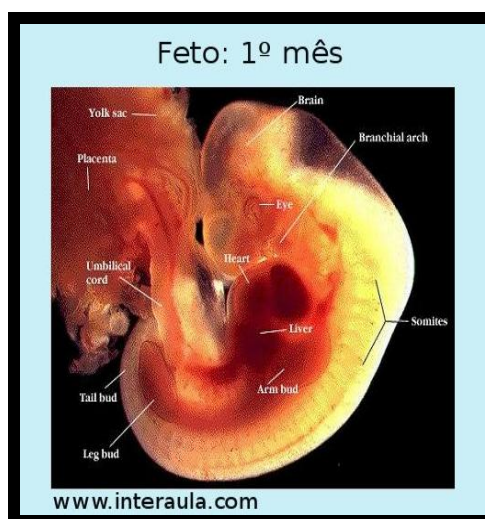 Feto: 1º mês
Brain
Yolk sac
Branchial arch
Placenta
Eye
Heart
Umbilical
cord
Somites
Liver
Arm bud
Tail bud
Leg bud
www.interaula.com